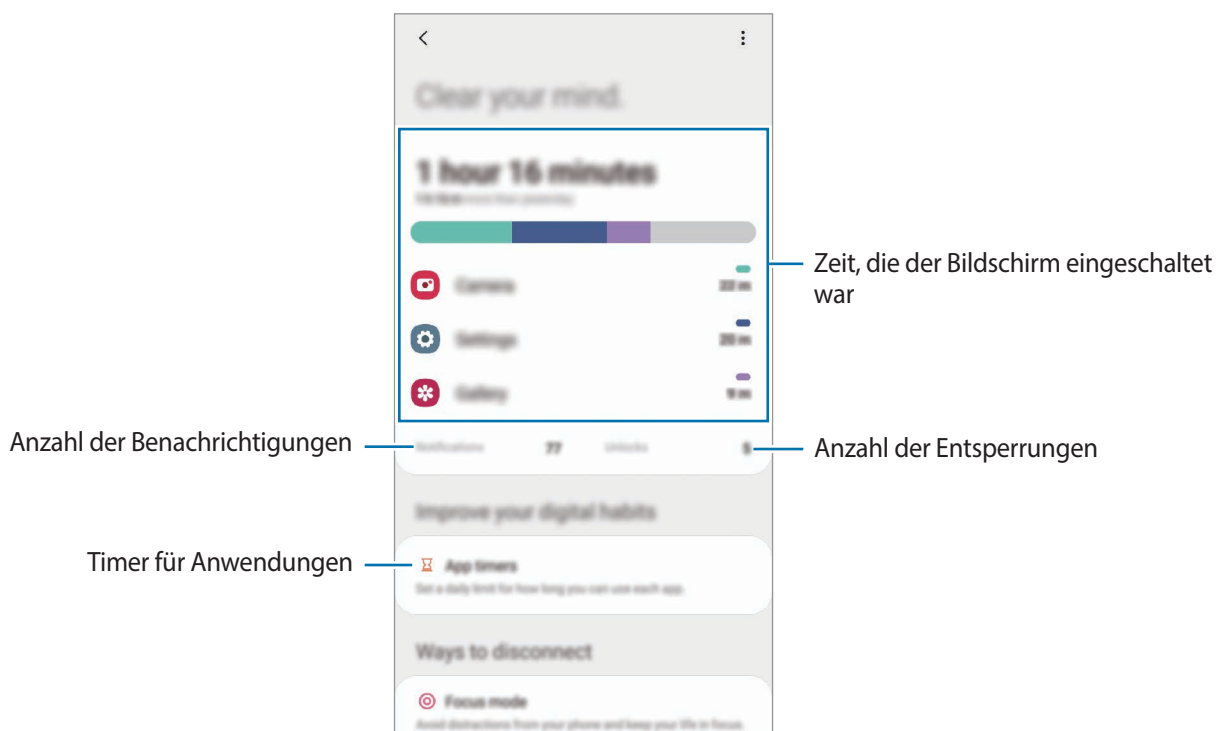 Clear your mind.
1 hour 16 minutes
more than yesterday
Zeit, die der Bildschirm eingeschaltet
war
Camera
22 m
Settings
20 m
Gallery
9 m
Anzahl der Benachrichtigungen
Notifications 77 Unlocks 5
Anzahl der Entsperrungen
Improve your digital habits
Timer für Anwendungen
App timers
Set a daily limit for how long you can use each app.
Ways to disconnect
Focus mode
Avoid distractions from your phone and keep your life in focus.